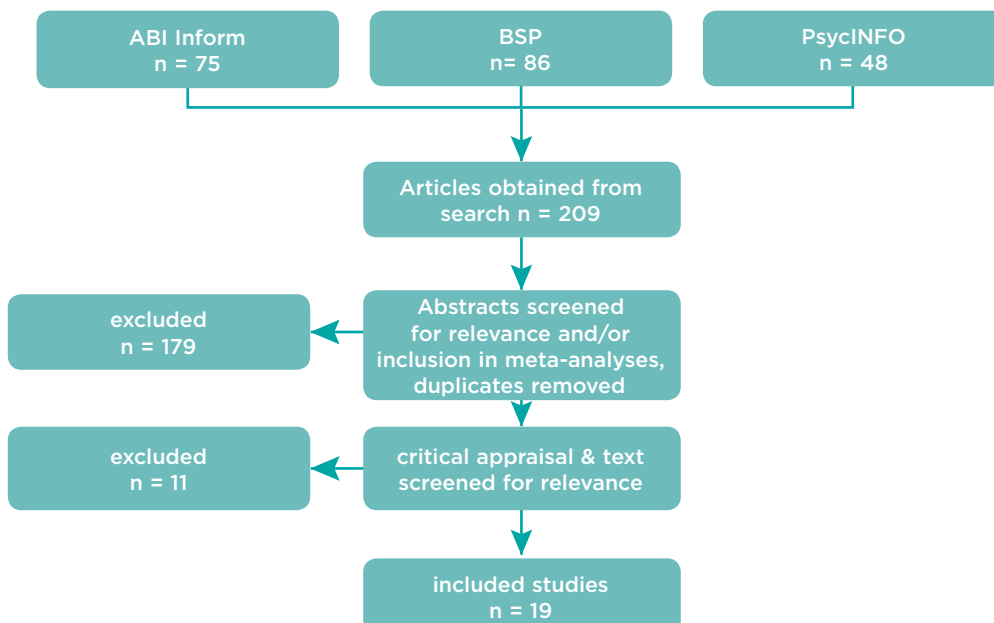 ABI Inform
n = 75
BSP
n= 86
PsycINFO
n = 48
Articles obtained from
search n = 209
excluded
n = 179
Abstracts screened
for relevance and/or
inclusion in meta-analyses,
duplicates removed
excluded
n = 11
critical appraisal & text
screened for relevance
included studies
n = 19